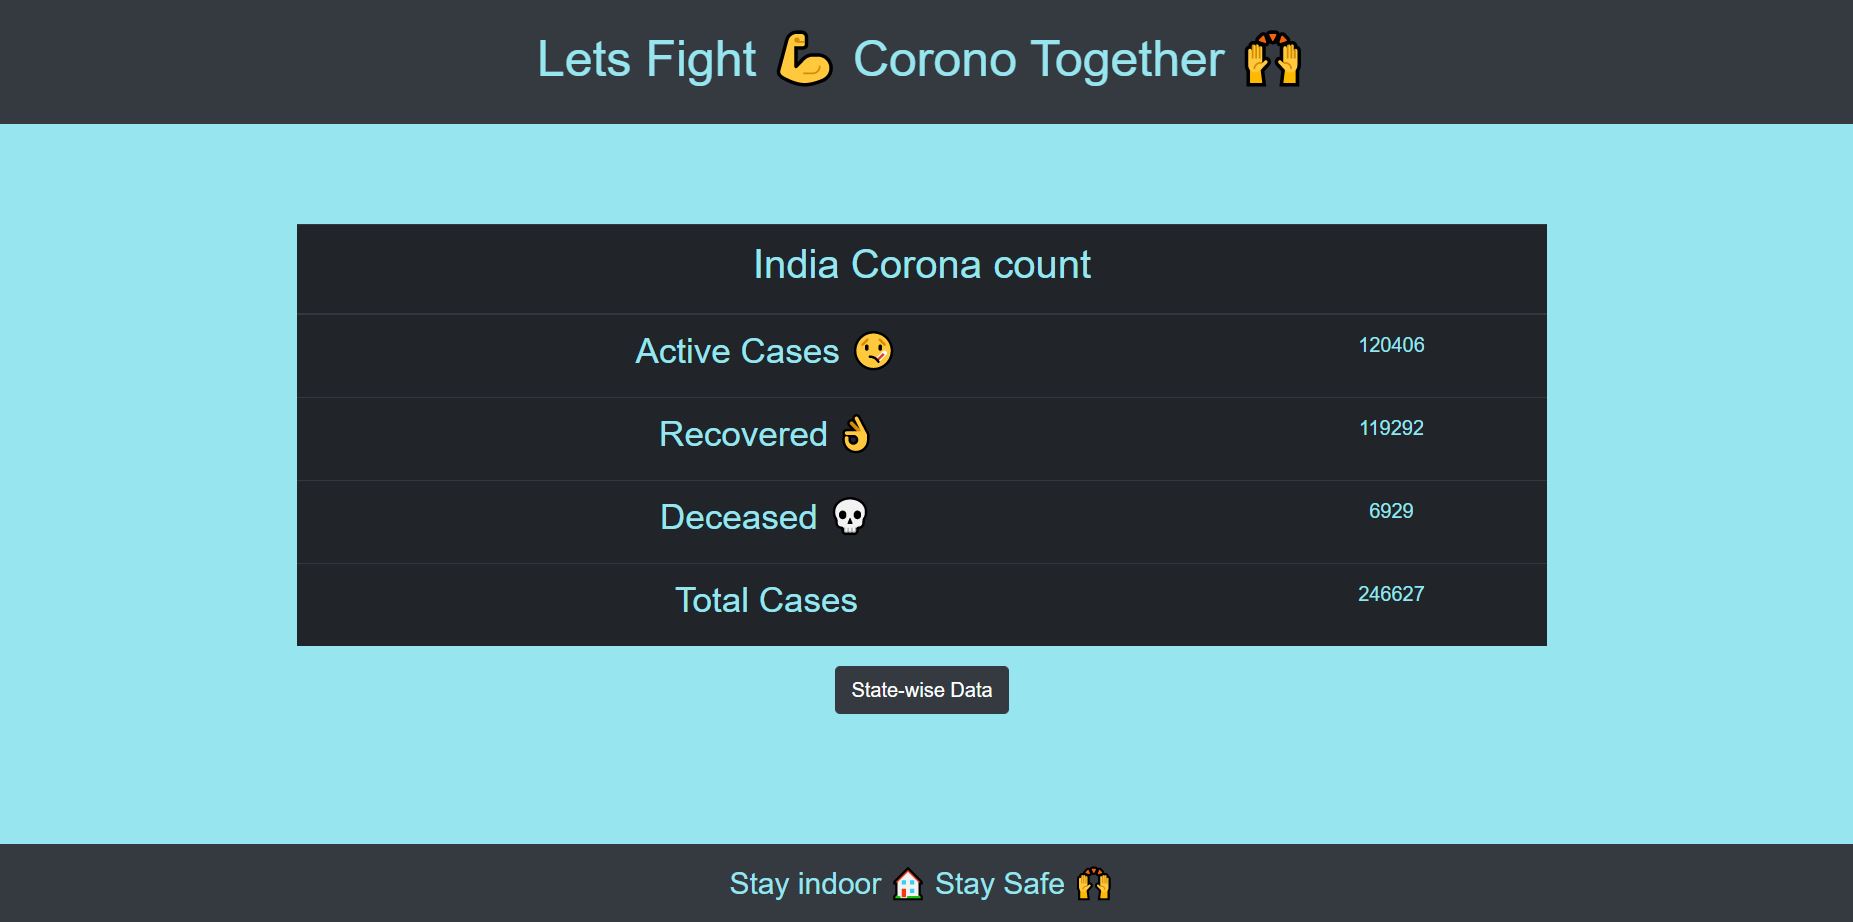 Lets Fight 💪 Corono Together 🙌
India Corona count
Active Cases 🤒 120406
Recovered 👌 119292
Deceased 💀 6929
Total Cases 246627
State-wise Data
Stay indoor 🏠 Stay Safe 🙌